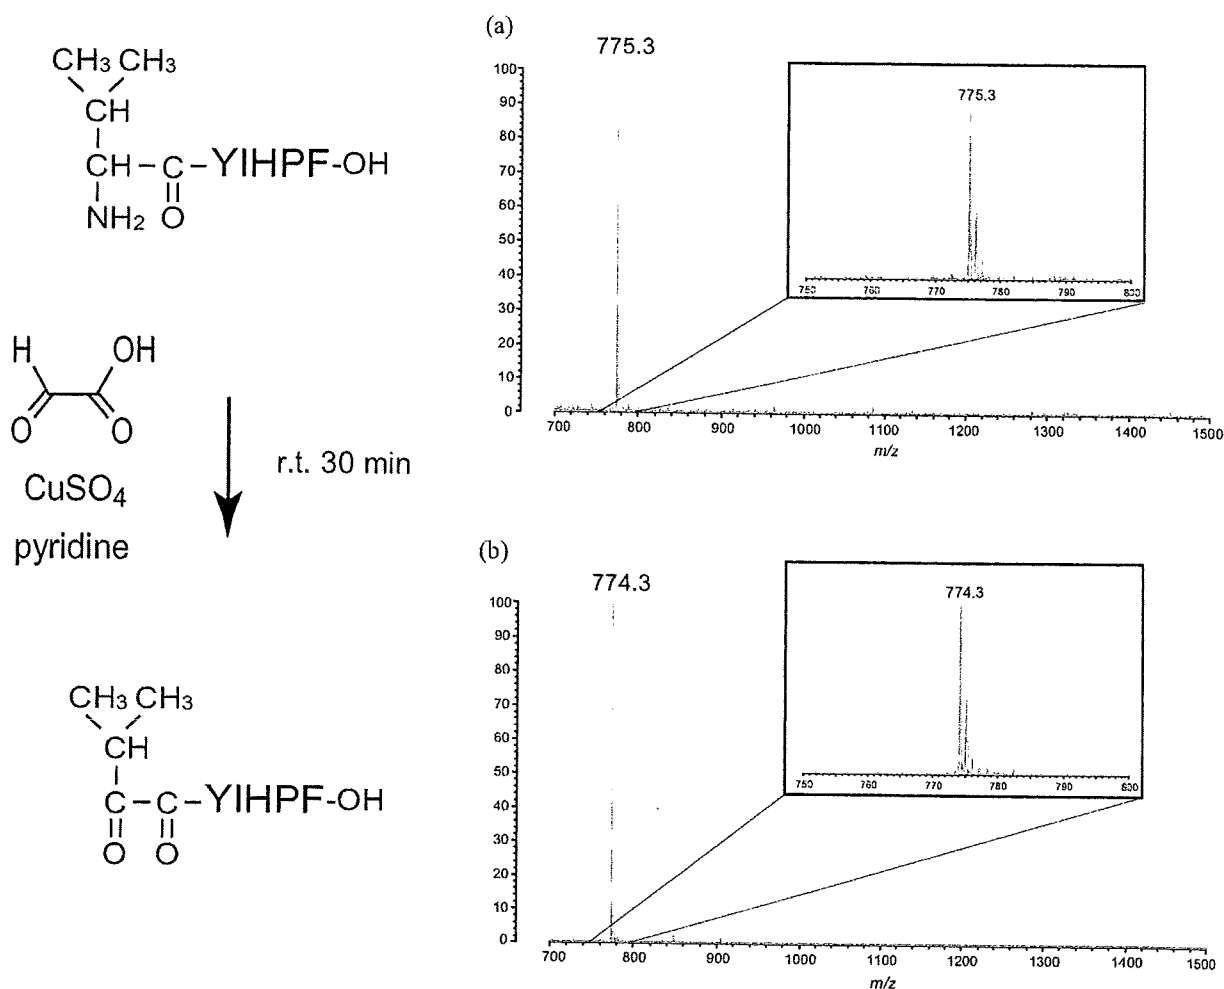 CH3 CH3
CH
CH – C – YIHPF-OH
NH2 O
H OH
O O
CuSO4
pyridine
r.t. 30 min
CH3 CH3
CH
C – C – YIHPF-OH
O O
(a)
775.3
100
90
80
70
60
50
40
30
20
10
0
700 800 900 1000 1100 1200 1300 1400 1500
m/z
775.3
750 760 770 780 790 800
(b)
774.3
100
90
80
70
60
50
40
30
20
10
0
700 800 900 1000 1100 1200 1300 1400 1500
m/z
774.3
750 760 770 780 790 800